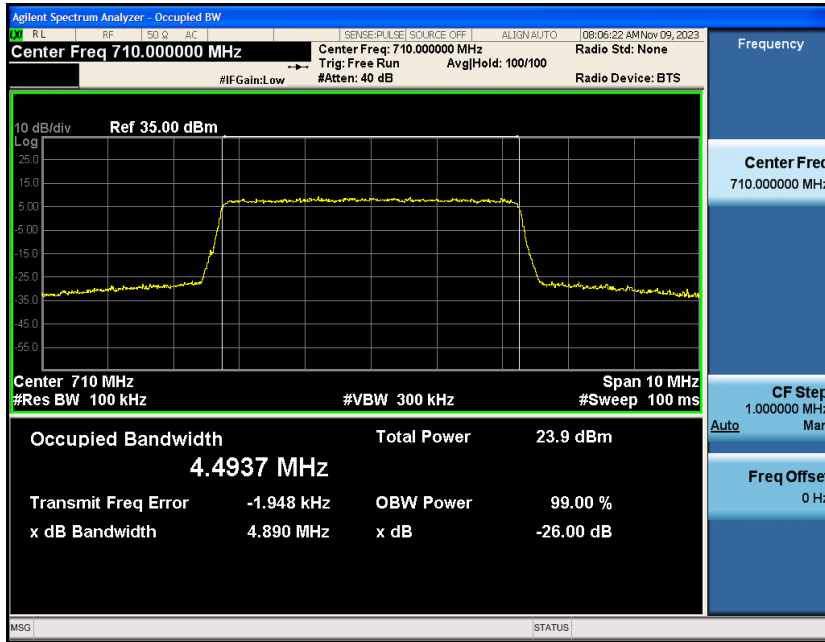 Agilent Spectrum Analyzer - Occupied BW
LXI RL RF 50 Ω AC SENSE:PULSE SOURCE OFF ALIGN AUTO 08:06:22 AM Nov 09, 2023
Center Freq 710.000000 MHz
Center Freq: 710.000000 MHz
Radio Std: None
Trig: Free Run Avg|Hold: 100/100
#IFGain:Low #Atten: 40 dB Radio Device: BTS
10 dB/div Ref 35.00 dBm
Log
25.0
15.0
5.00
-5.00
-15.0
-25.0
-35.0
-45.0
-55.0
Center 710 MHz Span 10 MHz
#Res BW 100 kHz #VBW 300 kHz #Sweep 100 ms
Occupied Bandwidth Total Power 23.9 dBm
4.4937 MHz
Transmit Freq Error -1.948 kHz OBW Power 99.00 %
x dB Bandwidth 4.890 MHz x dB -26.00 dB
MSG STATUS
Frequency
Center Freq
710.000000 MHz
CF Step
1.000000 MHz
Auto Man
Freq Offset
0 Hz